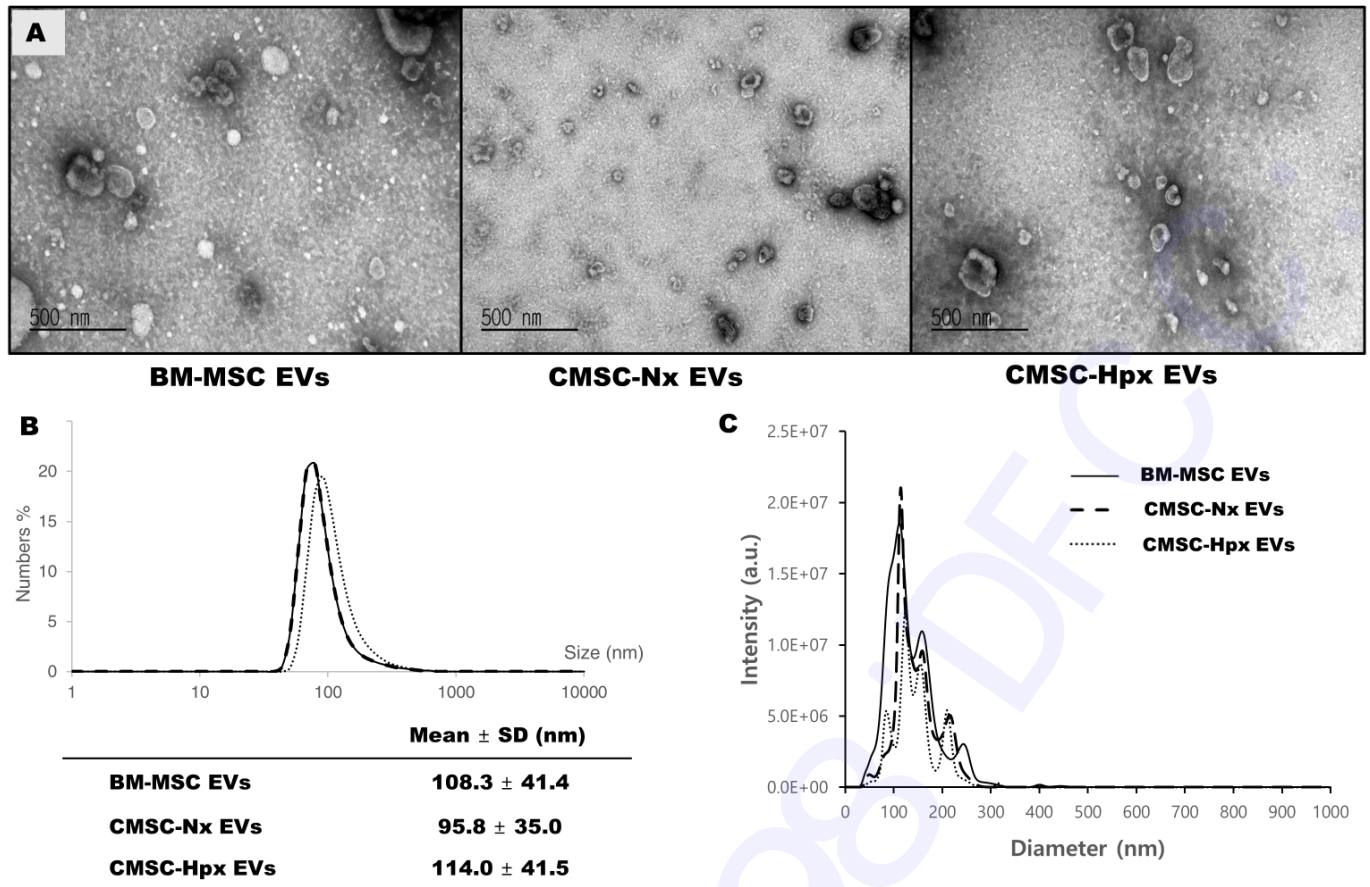 A
500 nm
500 nm
500 nm
BM-MSC EVs
CMSC-Nx EVs
CMSC-Hpx EVs
B
Numbers %
20
15
10
5
0
Size (nm)
1
10
100
1000
10000
Mean ± SD (nm)
BM-MSC EVs 108.3 ± 41.4
CMSC-Nx EVs 95.8 ± 35.0
CMSC-Hpx EVs 114.0 ± 41.5
C
Intensity (a.u.)
2.5E+07
2.0E+07
1.5E+07
1.0E+07
5.0E+06
0.0E+00
BM-MSC EVs
CMSC-Nx EVs
CMSC-Hpx EVs
0 100 200 300 400 500 600 700 800 900 1000
Diameter (nm)